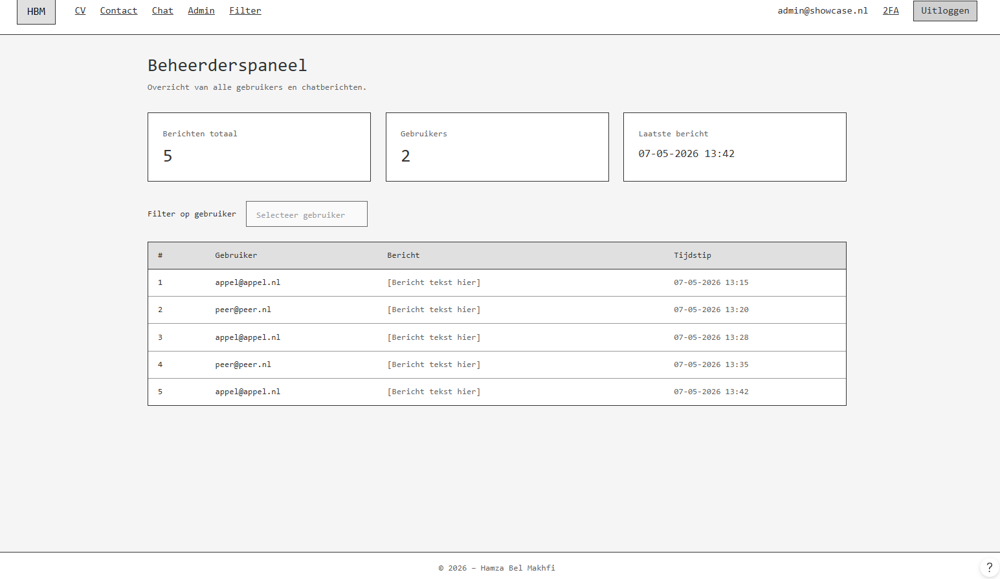 HBM CV Contact Chat Admin Filter admin@showcase.nl 2FA Uitloggen
Beheerderspaneel
Overzicht van alle gebruikers en chatberichten.
Berichten totaal
5
Gebruikers
2
Laatste bericht
07-05-2026 13:42
Filter op gebruiker Selecteer gebruiker
# Gebruiker Bericht Tijdstip
1 appel@appel.nl [Bericht tekst hier] 07-05-2026 13:15
2 peer@peer.nl [Bericht tekst hier] 07-05-2026 13:20
3 appel@appel.nl [Bericht tekst hier] 07-05-2026 13:28
4 peer@peer.nl [Bericht tekst hier] 07-05-2026 13:35
5 appel@appel.nl [Bericht tekst hier] 07-05-2026 13:42
© 2026 – Hamza Bel Makhfi
?